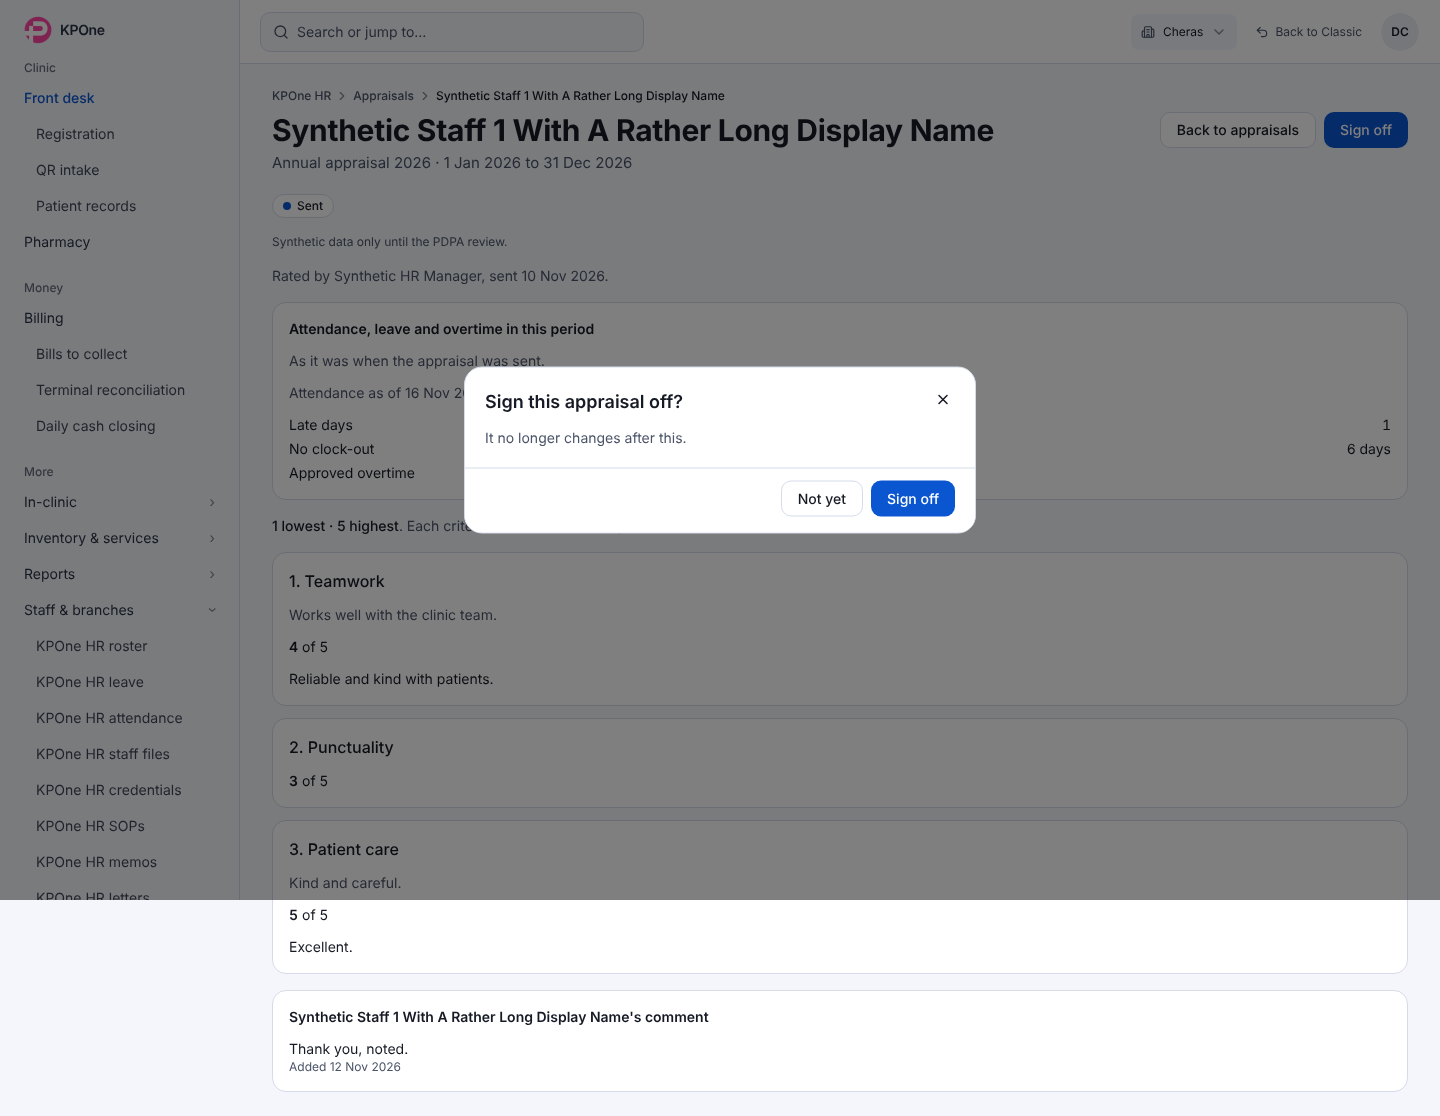 KPOne
Search or jump to...
Cheras
Back to Classic
DC
Clinic
Front desk
Registration
QR intake
Patient records
Pharmacy
Money
Billing
Bills to collect
Terminal reconciliation
Daily cash closing
More
In-clinic
Inventory & services
Reports
Staff & branches
KPOne HR roster
KPOne HR leave
KPOne HR attendance
KPOne HR staff files
KPOne HR credentials
KPOne HR SOPs
KPOne HR memos
KPOne HR letters
KPOne HR
Appraisals
Synthetic Staff 1 With A Rather Long Display Name
Synthetic Staff 1 With A Rather Long Display Name
Back to appraisals
Sign off
Annual appraisal 2026 · 1 Jan 2026 to 31 Dec 2026
Sent
Synthetic data only until the PDPA review.
Rated by Synthetic HR Manager, sent 10 Nov 2026.
Attendance, leave and overtime in this period
As it was when the appraisal was sent.
Attendance as of 16 Nov
Late days 1
No clock-out 6 days
Approved overtime
Sign this appraisal off?
It no longer changes after this.
Not yet
Sign off
1 lowest · 5 highest. Each
1. Teamwork
Works well with the clinic team.
4 of 5
Reliable and kind with patients.
2. Punctuality
3 of 5
3. Patient care
Kind and careful.
5 of 5
Excellent.
Synthetic Staff 1 With A Rather Long Display Name's comment
Thank you, noted.
Added 12 Nov 2026